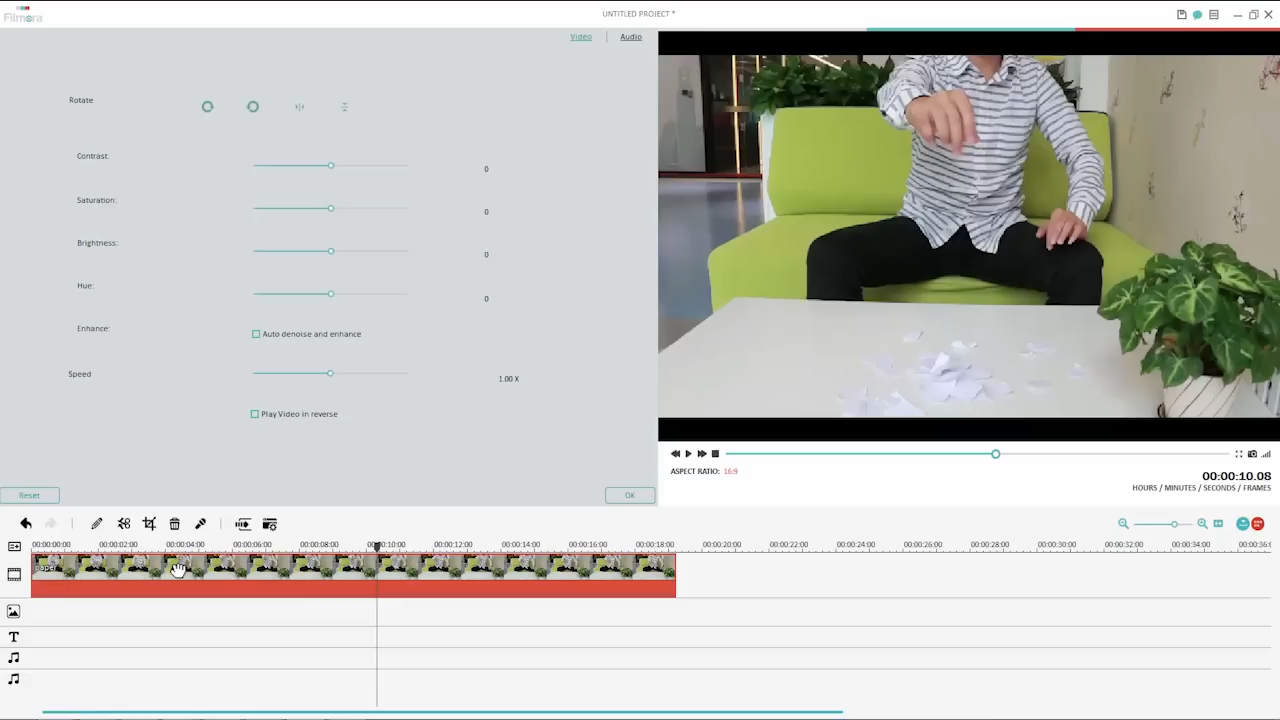 Filmora
UNTITLED PROJECT *
Video
Audio
Rotate
Contrast:
0
Saturation:
0
Brightness:
0
Hue:
0
Enhance:
Auto denoise and enhance
Speed
1.00 X
Play Video in reverse
Reset
OK
ASPECT RATIO: 16:9
00:00:10.08
HOURS / MINUTES / SECONDS / FRAMES
00:00:00:00 00:00:02:00 00:00:04:00 00:00:06:00 00:00:08:00 00:00:10:00 00:00:12:00 00:00:14:00 00:00:16:00 00:00:18:00 00:00:20:00 00:00:22:00 00:00:24:00 00:00:26:00 00:00:28:00 00:00:30:00 00:00:32:00 00:00:34:00 00:00:36:0
paper
T